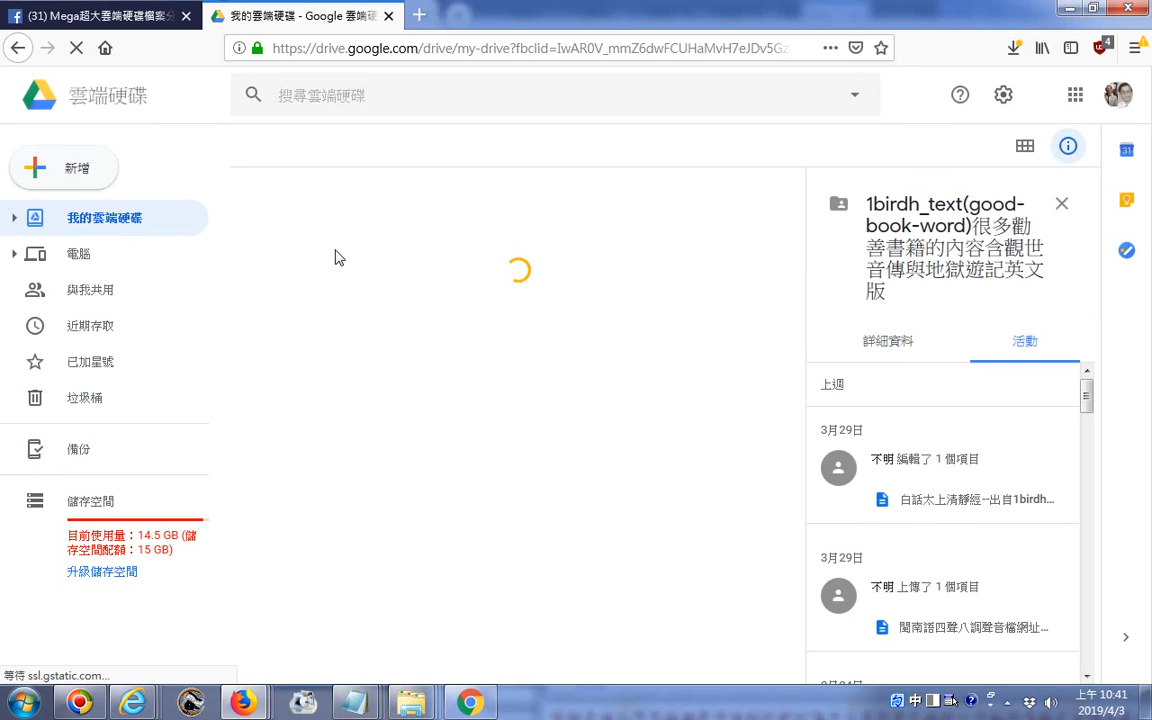 (31) Mega超大雲端硬碟檔案分
我的雲端硬碟 - Google 雲端硬碟
https://drive.google.com/drive/my-drive?fbclid=IwAR0V_mmZ6dwFCUHaMvH7eJDv5Gz
4
雲端硬碟
搜尋雲端硬碟
新增
我的雲端硬碟
電腦
與我共用
近期存取
已加星號
垃圾桶
備份
儲存空間
目前使用量：14.5 GB (儲
存空間配額：15 GB)
升級儲存空間
31
1birdh_text(good-
book-word)很多勸
善書籍的內容含觀世
音傳與地獄遊記英文
版
詳細資料
活動
上週
3月29日
不明 編輯了 1 個項目
白話太上清靜經--出自1birdh...
3月29日
不明 上傳了 1 個項目
閩南語四聲八調聲音檔網址...
等待 ssl.gstatic.com...
中
上午 10:41
2019/4/3